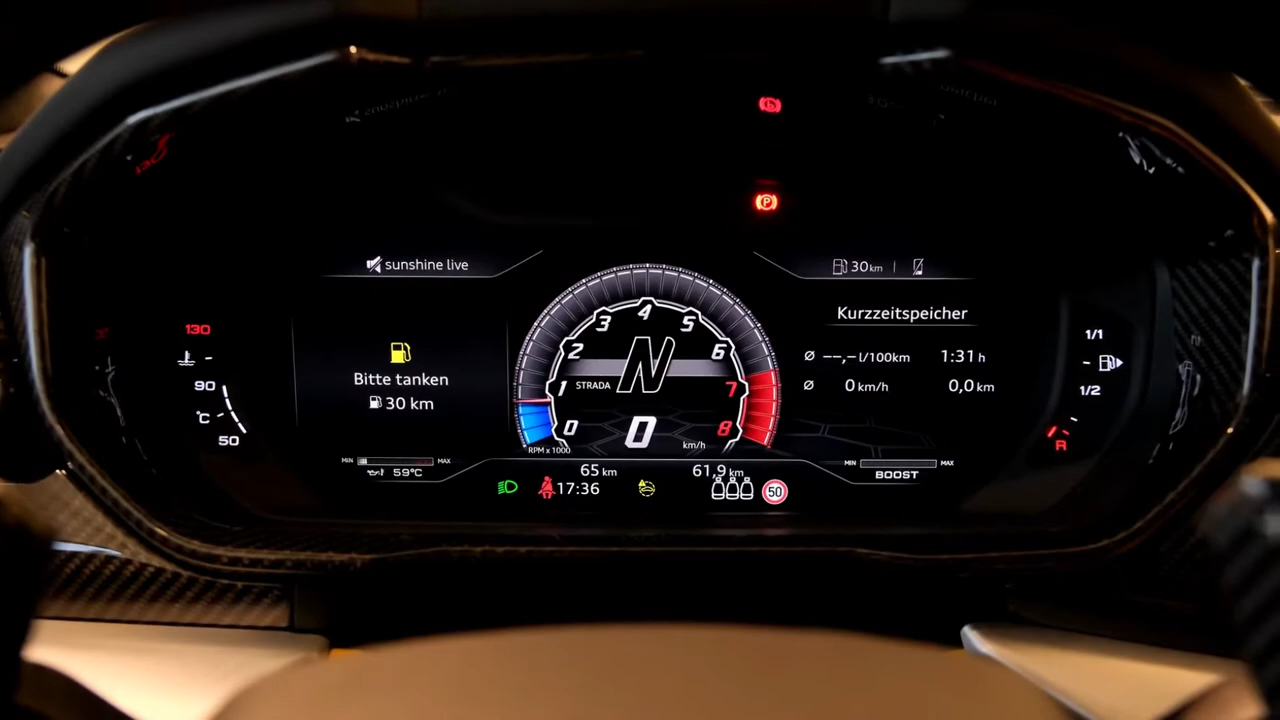 sunshine live
30 km
Kurzzeitspeicher
ø --,- l/100km 1:31 h
ø 0 km/h 0,0 km
Bitte tanken
30 km
130
90
°C
50
MIN MAX
59°C
0 1 2 3 4 5 6 7 8
STRADA
N
0
km/h
RPM x 1000
1/1
1/2
R
MIN MAX
BOOST
65 km 61,9 km
17:36
50
P